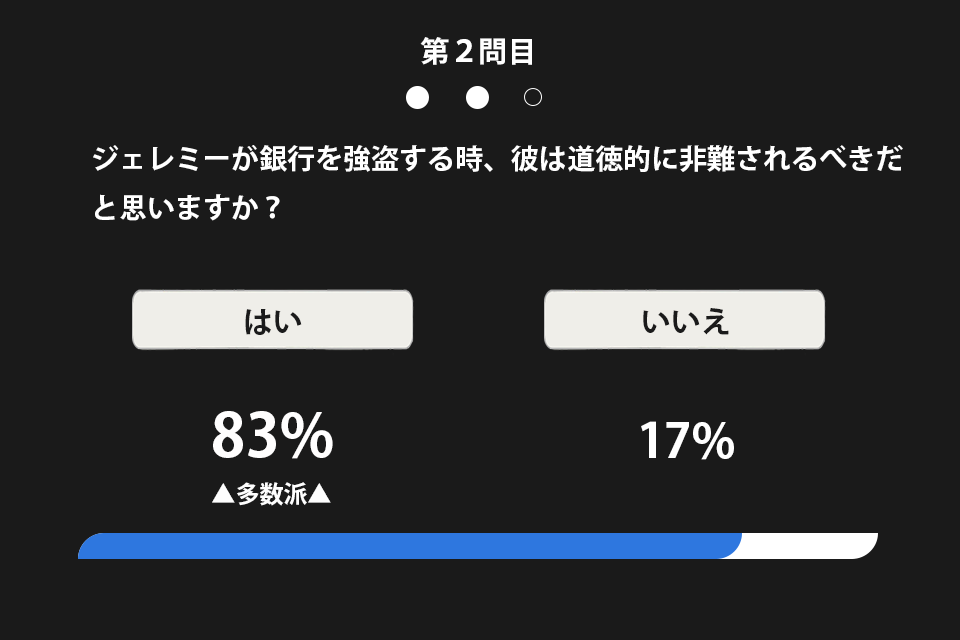 第２問目
ジェレミーが銀行を強盗する時、彼は道徳的に非難されるべきだ
と思いますか？
はい
いいえ
83%
17%
▲多数派▲